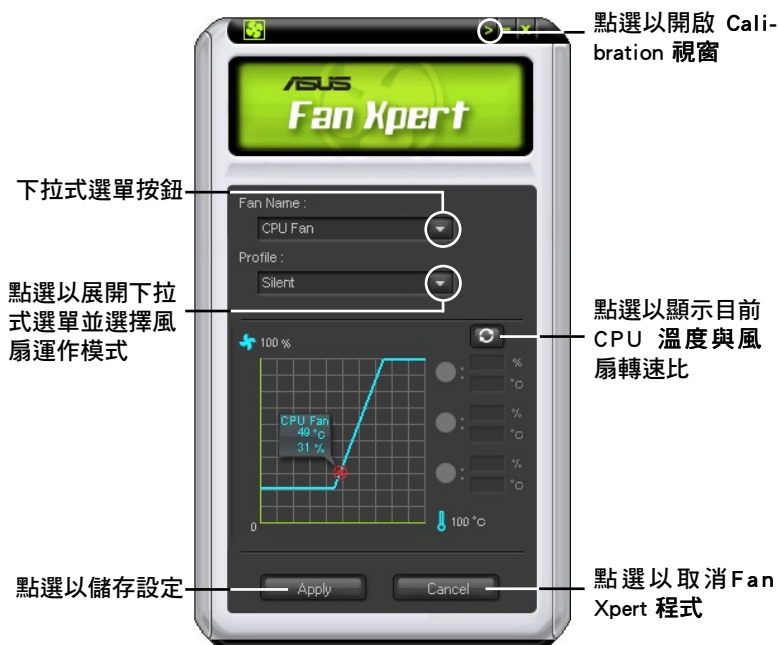 點選以開啟 Cali-
bration 視窗
ASUS
Fan Xpert
下拉式選單按鈕
Fan Name :
CPU Fan
Profile :
Silent
點選以展開下拉
式選單並選擇風
扇運作模式
點選以顯示目前
CPU 溫度與風
扇轉速比
100 %
%
°C
CPU Fan
49 °C
31 %
%
°C
%
°C
0
100 °C
點選以儲存設定
Apply
Cancel
點選以取消Fan
Xpert 程式